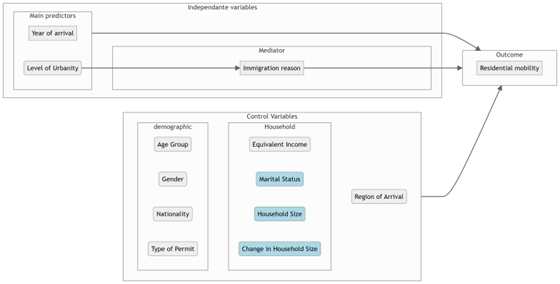 Independante variables
Main predictors
Year of arrival
Level of Urbanity
Mediator
Immigration reason
Outcome
Residential mobility
Control Variables
demographic
Age Group
Gender
Nationality
Type of Permit
Household
Equivalent Income
Marital Status
Household Size
Change in Household Size
Region of Arrival